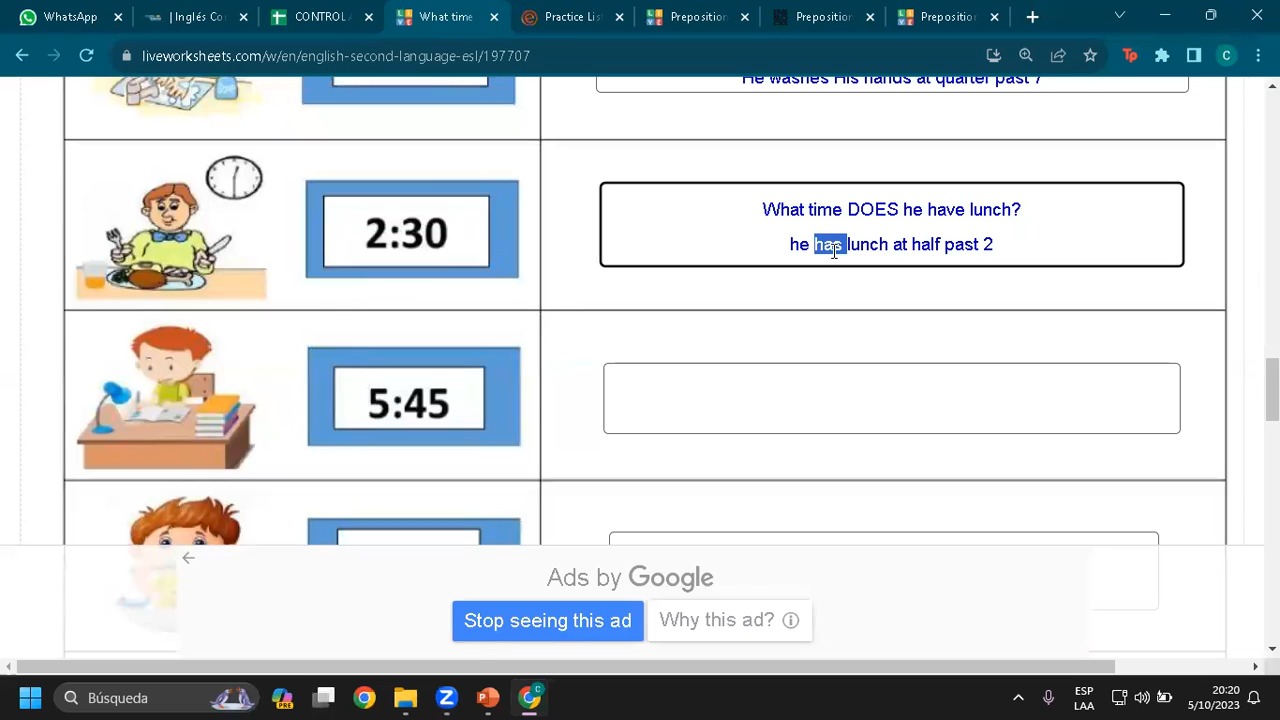 WhatsApp
| Inglés Co
CONTROL A
What time
Practice Lis
Preposition
Preposition
Preposition
liveworksheets.com/w/en/english-second-language-esl/197707
Tp
C
He washes His hands at quarter past 7
2:30
What time DOES he have lunch?
he has lunch at half past 2
5:45
Ads by Google
Stop seeing this ad
Why this ad?
Búsqueda
PRE
C
ESP
LAA
20:20
5/10/2023